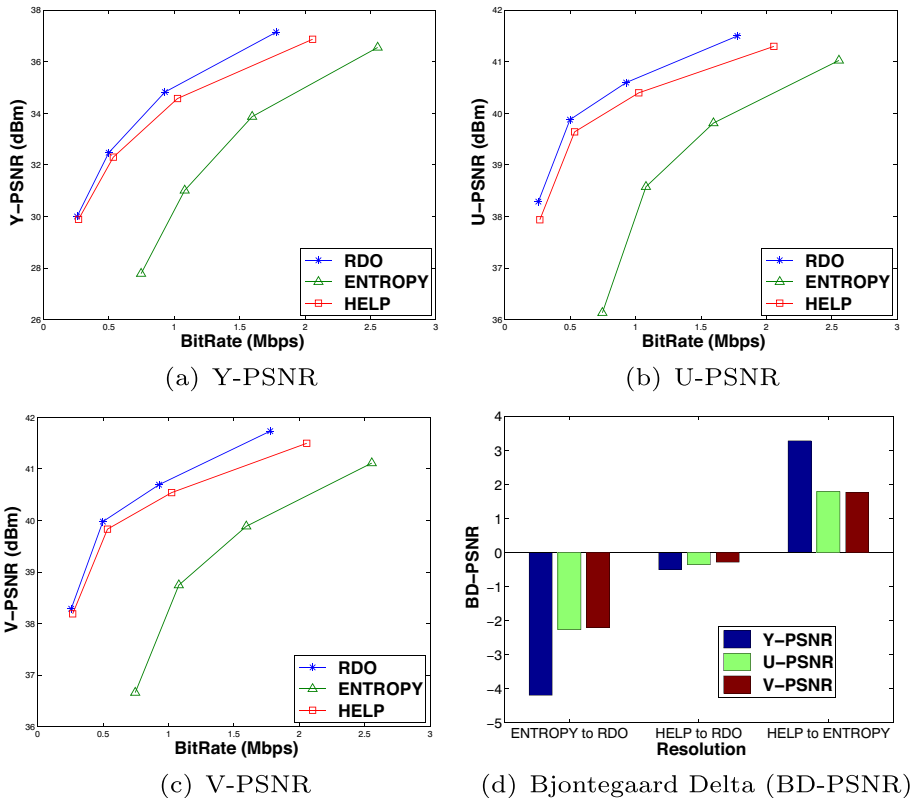 38
36
34
32
30
28
26
Y-PSNR (dBm)
0 0.5 1 1.5 2 2.5 3
BitRate (Mbps)
RDO
ENTROPY
HELP
(a) Y-PSNR
42
41
40
39
38
37
36
U-PSNR (dBm)
0 0.5 1 1.5 2 2.5 3
BitRate (Mbps)
RDO
ENTROPY
HELP
(b) U-PSNR
42
41
40
39
38
37
36
V-PSNR (dBm)
0 0.5 1 1.5 2 2.5 3
BitRate (Mbps)
RDO
ENTROPY
HELP
(c) V-PSNR
4
3
2
1
0
-1
-2
-3
-4
-5
BD-PSNR
Y-PSNR
U-PSNR
V-PSNR
ENTROPY to RDO HELP to RDO HELP to ENTROPY
Resolution
(d) Bjontegaard Delta (BD-PSNR)